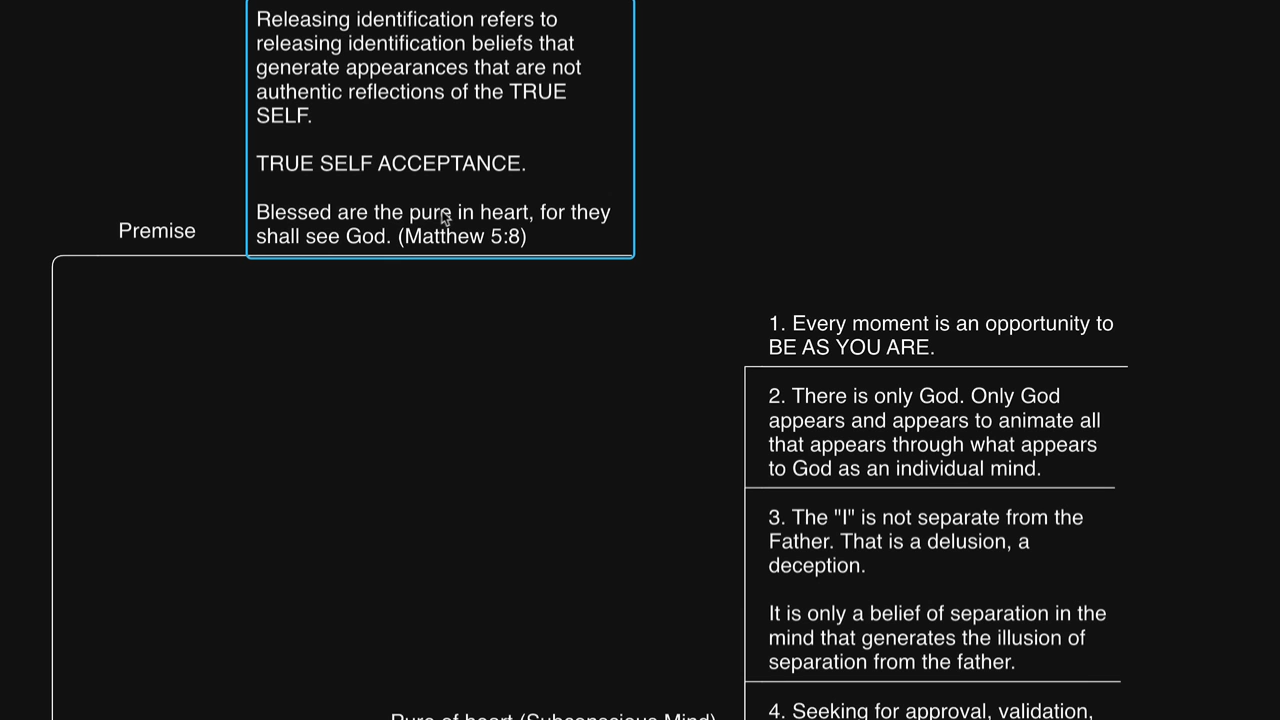 Releasing identification refers to
releasing identification beliefs that
generate appearances that are not
authentic reflections of the TRUE
SELF.
TRUE SELF ACCEPTANCE.
Blessed are the pure in heart, for they
shall see God. (Matthew 5:8)
Premise
1. Every moment is an opportunity to
BE AS YOU ARE.
2. There is only God. Only God
appears and appears to animate all
that appears through what appears
to God as an individual mind.
3. The "I" is not separate from the
Father. That is a delusion, a
deception.
It is only a belief of separation in the
mind that generates the illusion of
separation from the father.
4. Seeking for approval, validation,
Pure of heart (Subconscious Mind)